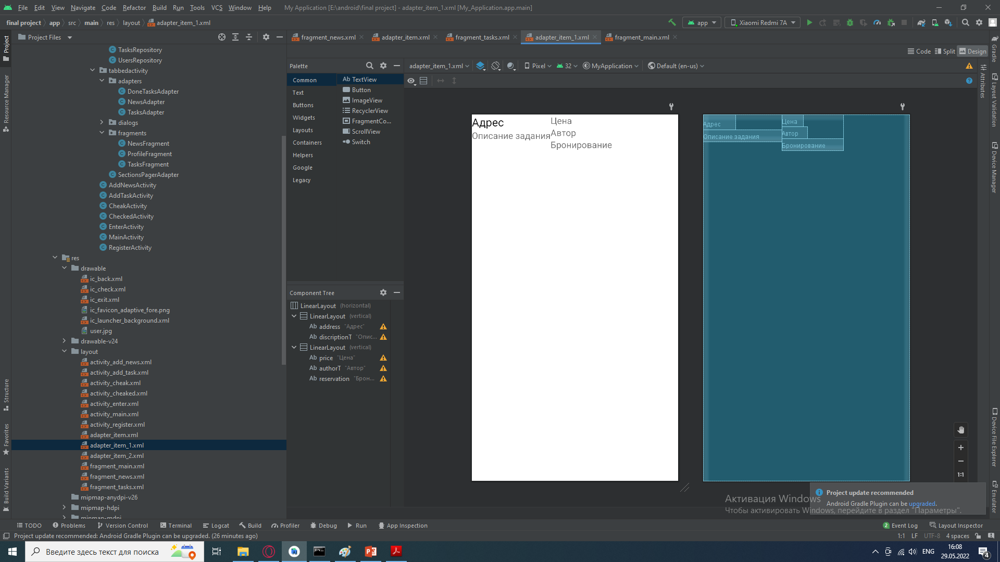 File Edit View Navigate Code Refactor Build Run Tools VCS Window Help My Application [E:\android\final project] - adapter_item_1.xml [My_Application.app.main]
final project app src main res layout adapter_item_1.xml app Xiaomi Redmi 7A
Project Files fragment_news.xml adapter_item.xml fragment_tasks.xml adapter_item_1.xml fragment_main.xml
Code Split Design
Palette adapter_item_1.xml Pixel 32 MyApplication Default (en-us)
TasksRepository
UsersRepository
tabbedactivity
adapters
DoneTasksAdapter
NewsAdapter
TasksAdapter
dialogs
fragments
NewsFragment
ProfileFragment
TasksFragment
SectionsPagerAdapter
AddNewsActivity
AddTaskActivity
CheakActivity
CheckedActivity
EnterActivity
MainActivity
RegisterActivity
res
drawable
ic_back.xml
ic_check.xml
ic_exit.xml
ic_favicon_adaptive_fore.png
ic_launcher_background.xml
user.jpg
drawable-v24
layout
activity_add_news.xml
activity_add_task.xml
activity_cheak.xml
activity_cheaked.xml
activity_enter.xml
activity_main.xml
activity_register.xml
adapter_item.xml
adapter_item_1.xml
adapter_item_2.xml
fragment_main.xml
fragment_news.xml
fragment_tasks.xml
mipmap-anydpi-v26
mipmap-hdpi
mipmap-mdpi
Common
Text
Buttons
Widgets
Layouts
Containers
Helpers
Google
Legacy
Ab TextView
Button
ImageView
RecyclerView
FragmentCo...
ScrollView
Switch
Component Tree
LinearLayout (horizontal)
LinearLayout (vertical)
Ab address "Адрес"
Ab discriptionT "Опис...
LinearLayout (vertical)
Ab price "Цена"
Ab authorT "Автор"
Ab reservation "Брон...
Адрес
Описание задания
Цена
Автор
Бронирование
Адрес
Описание задания
Цена
Автор
Бронирование
1:1
Project
Resource Manager
Structure
Favorites
Build Variants
Gradle
Attributes
Layout Validation
Device Manager
Device File Explorer
Emulator
Активация Windows
Чтобы активировать Windows, перейдите в раздел "Параметры".
Project update recommended
Android Gradle Plugin can be upgraded.
TODO Problems Version Control Terminal Logcat Build Profiler Debug Run App Inspection 2 Event Log Layout Inspector
Project update recommended: Android Gradle Plugin can be upgraded. (26 minutes ago) 1:1 LF UTF-8 4 spaces
Введите здесь текст для поиска ENG 16:08
29.05.2022
4